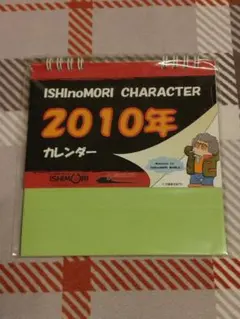 ISHInoMORI CHARACTER
2010年
カレンダー
ISHIMORI